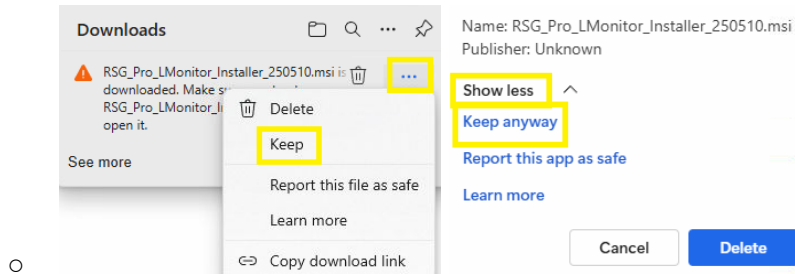 Downloads
RSG_Pro_LMonitor_Installer_250510.msi is
downloaded. Make
RSG_Pro_LMonitor_
open it.
See more
Delete
Keep
Report this file as safe
Learn more
Copy download link
Name: RSG_Pro_LMonitor_Installer_250510.msi
Publisher: Unknown
Show less
Keep anyway
Report this app as safe
Learn more
Cancel
Delete